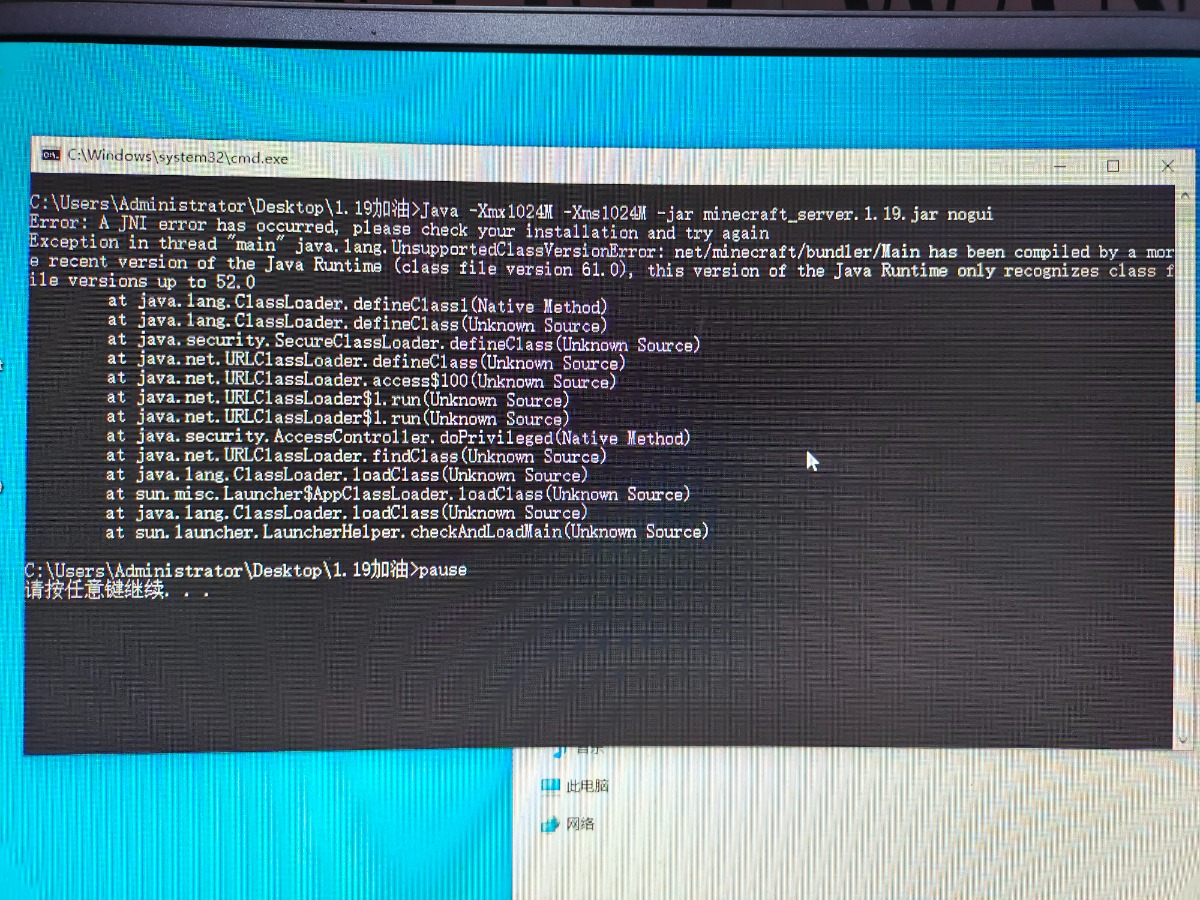 C:\Windows\system32\cmd.exe
C:\Users\Administrator\Desktop\1.19加油>Java -Xmx1024M -Xms1024M -jar minecraft_server.1.19.jar nogui
Error: A JNI error has occurred, please check your installation and try again
Exception in thread "main" java.lang.UnsupportedClassVersionError: net/minecraft/bundler/Main has been compiled by a mor
e recent version of the Java Runtime (class file version 61.0), this version of the Java Runtime only recognizes class f
ile versions up to 52.0
at java.lang.ClassLoader.defineClass1(Native Method)
at java.lang.ClassLoader.defineClass(Unknown Source)
at java.security.SecureClassLoader.defineClass(Unknown Source)
at java.net.URLClassLoader.defineClass(Unknown Source)
at java.net.URLClassLoader.access$100(Unknown Source)
at java.net.URLClassLoader$1.run(Unknown Source)
at java.net.URLClassLoader$1.run(Unknown Source)
at java.security.AccessController.doPrivileged(Native Method)
at java.net.URLClassLoader.findClass(Unknown Source)
at java.lang.ClassLoader.loadClass(Unknown Source)
at sun.misc.Launcher$AppClassLoader.loadClass(Unknown Source)
at java.lang.ClassLoader.loadClass(Unknown Source)
at sun.launcher.LauncherHelper.checkAndLoadMain(Unknown Source)
C:\Users\Administrator\Desktop\1.19加油>pause
请按任意键继续. . .
音乐
此电脑
网络